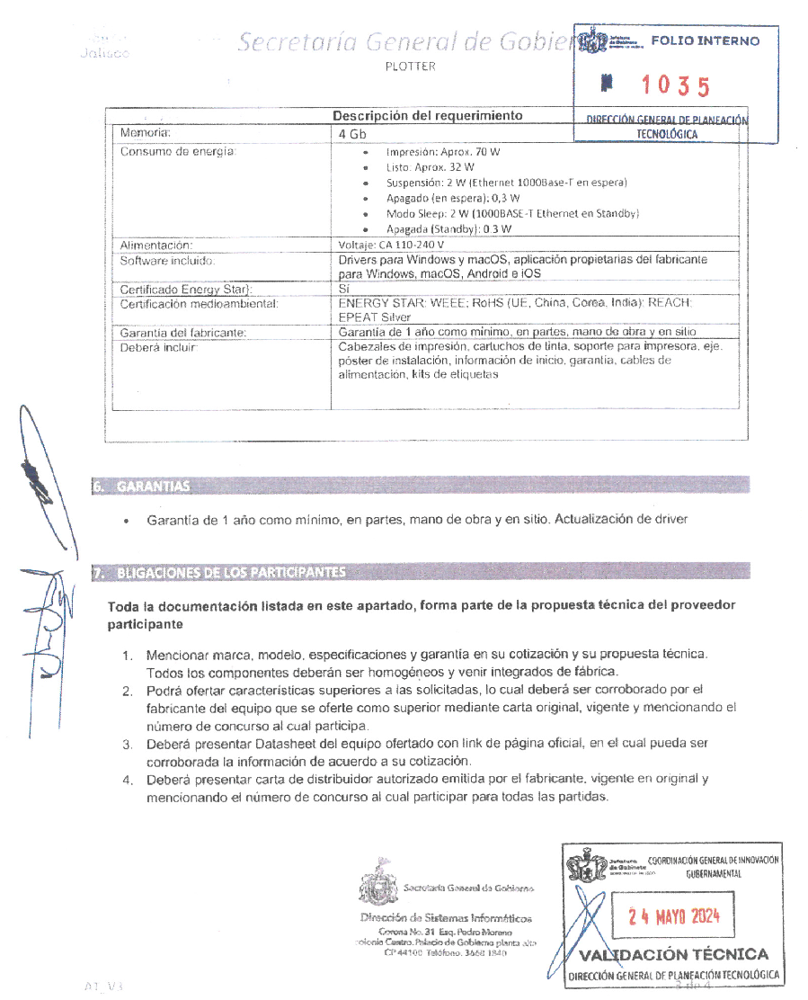 Jalisco
Secretaría General de Gobier
PLOTTER
Jefatura
de Gabinete
FOLIO INTERNO
1035
DIRECCIÓN GENERAL DE PLANEACIÓN
TECNOLÓGICA
Descripción del requerimiento
Memoria: 4 Gb
Consumo de energía: • Impresión: Aprox. 70 W
• Listo: Aprox. 32 W
• Suspensión: 2 W (Ethernet 1000Base-T en espera)
• Apagado (en espera): 0,3 W
• Modo Sleep: 2 W (1000BASE-T Ethernet en Standby)
• Apagada (Standby): 0.3 W
Alimentación: Voltaje: CA 110-240 V
Software incluido: Drivers para Windows y macOS, aplicación propietarias del fabricante
para Windows, macOS, Android e iOS
Certificado Energy Star): Si
Certificación medioambiental: ENERGY STAR; WEEE; RoHS (UE, China, Corea, India); REACH;
EPEAT Silver
Garantía del fabricante: Garantía de 1 año como mínimo, en partes, mano de obra y en sitio
Deberá incluir: Cabezales de impresión, cartuchos de tinta, soporte para impresora, eje.
póster de instalación, información de inicio, garantía, cables de
alimentación, kits de etiquetas
6. GARANTIAS
• Garantía de 1 año como mínimo, en partes, mano de obra y en sitio. Actualización de driver
7. BLIGACIONES DE LOS PARTICIPANTES
Toda la documentación listada en este apartado, forma parte de la propuesta técnica del proveedor
participante
1. Mencionar marca, modelo, especificaciones y garantía en su cotización y su propuesta técnica.
Todos los componentes deberán ser homogéneos y venir integrados de fábrica.
2. Podrá ofertar características superiores a las solicitadas, lo cual deberá ser corroborado por el
fabricante del equipo que se oferte como superior mediante carta original, vigente y mencionando el
número de concurso al cual participa.
3. Deberá presentar Datasheet del equipo ofertado con link de página oficial, en el cual pueda ser
corroborada la información de acuerdo a su cotización.
4. Deberá presentar carta de distribuidor autorizado emitida por el fabricante, vigente en original y
mencionando el número de concurso al cual participar para todas las partidas.
Secretaría General de Gobierno
Dirección de Sistemas Informáticos
Corona No. 31 Esq. Pedro Moreno
olonia Centro. Palacio de Gobierno planta alta
CP 44100 Teléfono. 3668 1840
Jefatura
de Gabinete
COORDINACIÓN GENERAL DE INNOVACIÓN
GUBERNAMENTAL
24 MAYO 2024
VALIDACIÓN TÉCNICA
DIRECCIÓN GENERAL DE PLANEACIÓN TECNOLÓGICA
A1_V3
3 de 4